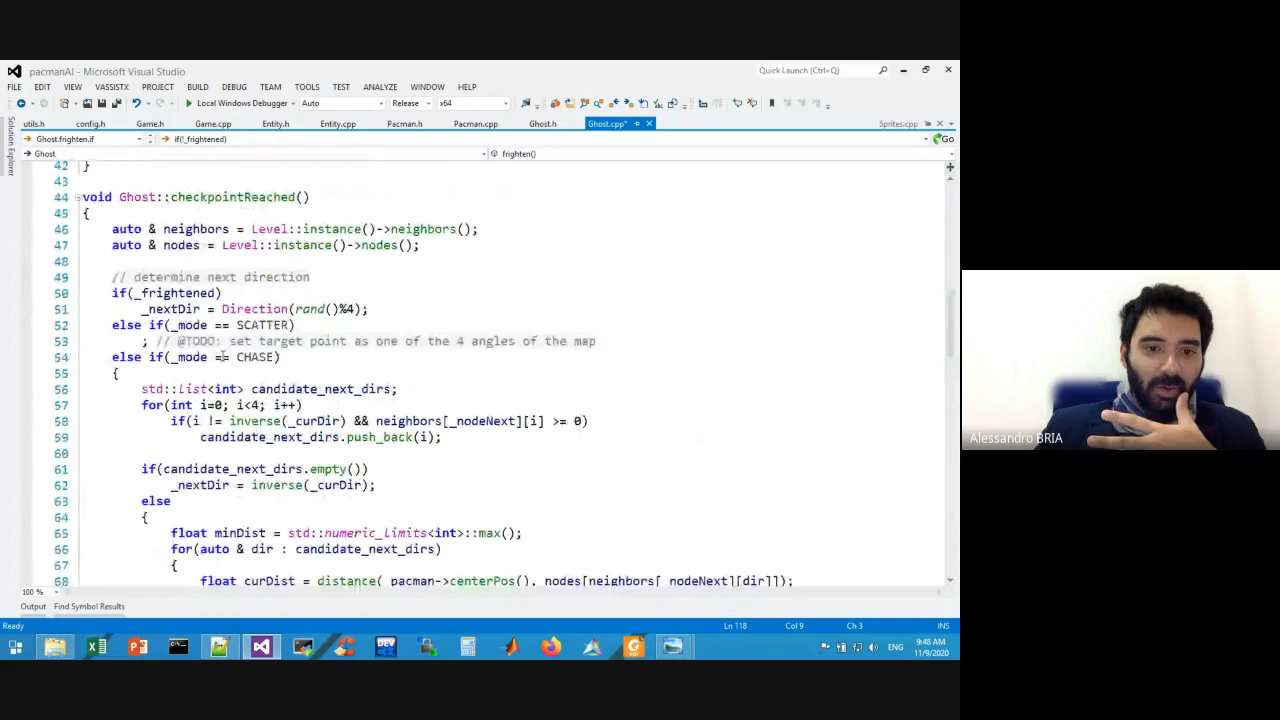 pacmanAI - Microsoft Visual Studio
Quick Launch (Ctrl+Q)
FILE EDIT VIEW VASSISTX PROJECT BUILD DEBUG TEAM TOOLS TEST ANALYZE WINDOW HELP
Local Windows Debugger Auto Release x64
utils.h config.h Game.h Game.cpp Entity.h Entity.cpp Pacman.h Pacman.cpp Ghost.h Ghost.cpp* Sprites.cpp
Ghost.frighten.if if(!_frightened) Go
Ghost frighten()
Solution Explorer
42 }
43
44 void Ghost::checkpointReached()
45 {
46 auto & neighbors = Level::instance()->neighbors();
47 auto & nodes = Level::instance()->nodes();
48
49 // determine next direction
50 if(_frightened)
51 _nextDir = Direction(rand()%4);
52 else if(_mode == SCATTER)
53 ; // @TODO: set target point as one of the 4 angles of the map
54 else if(_mode == CHASE)
55 {
56 std::list<int> candidate_next_dirs;
57 for(int i=0; i<4; i++)
58 if(i != inverse(_curDir) && neighbors[_nodeNext][i] >= 0)
59 candidate_next_dirs.push_back(i);
60
61 if(candidate_next_dirs.empty())
62 _nextDir = inverse(_curDir);
63 else
64 {
65 float minDist = std::numeric_limits<int>::max();
66 for(auto & dir : candidate_next_dirs)
67 {
68 float curDist = distance(_pacman->centerPos(), nodes[neighbors[_nodeNext][dir]]);
100 %
Output Find Symbol Results
Ready Ln 118 Col 9 Ch 3 INS
DEV
PDF
ENG
9:48 AM
11/9/2020
Alessandro BRIA